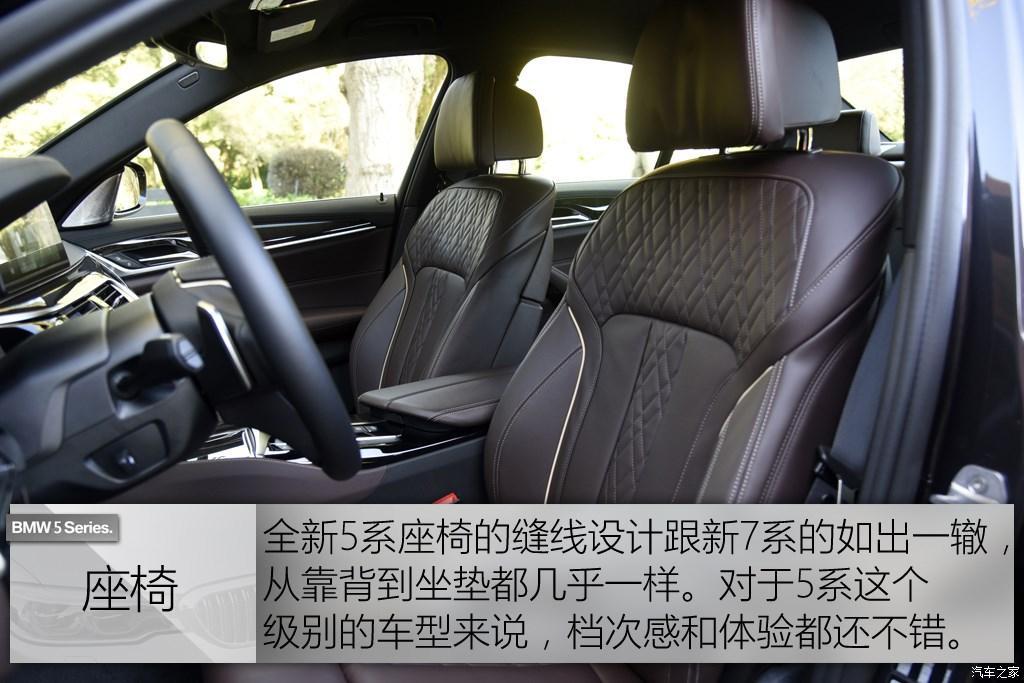 BMW 5 Series.
座椅
全新5系座椅的缝线设计跟新7系的如出一辙，
从靠背到坐垫都几乎一样。对于5系这个
级别的车型来说，档次感和体验都还不错。
汽车之家